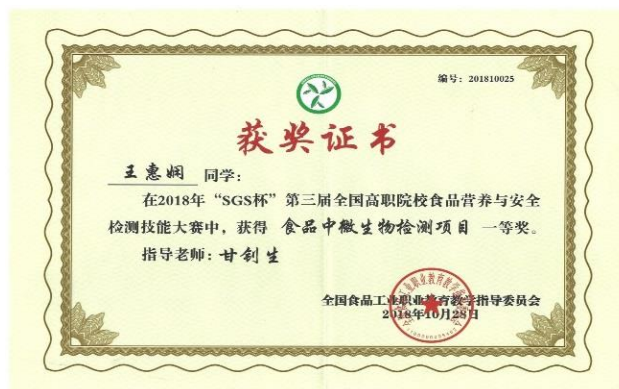 编号：201810025
获奖证书
王惠娴 同学：
在2018年“SGS杯”第三届全国高职院校食品营养与安全
检测技能大赛中，获得 食品中微生物检测项目 一等奖。
指导老师：甘钊生
全国食品工业职业教育教学指导委员会
2018年10月28日